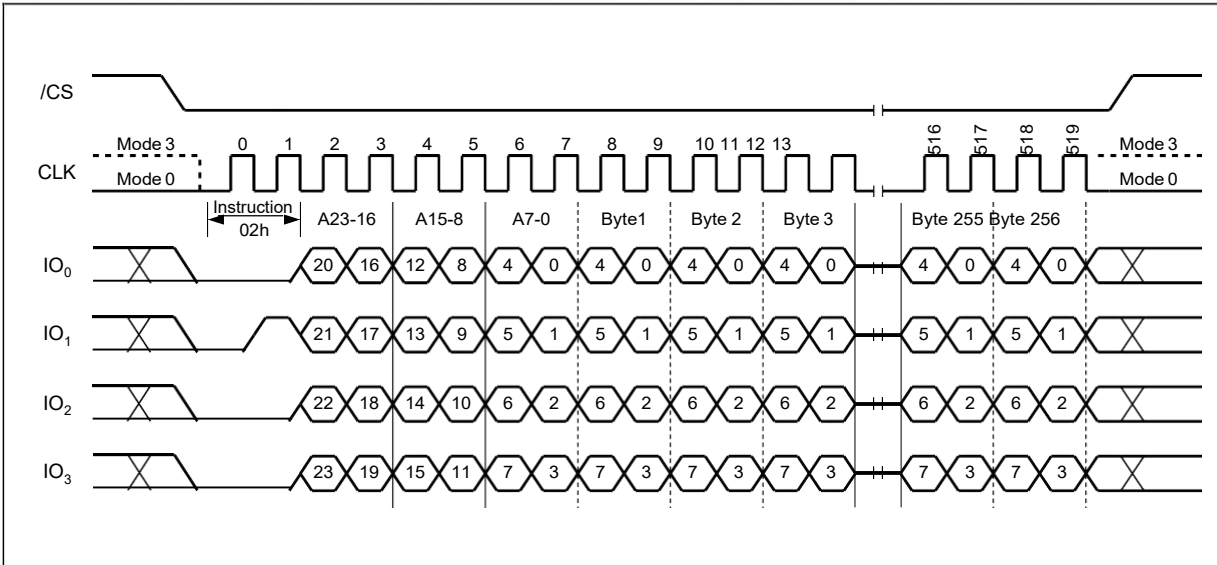 /CS
516 517 518 519
Mode 3 0 1 2 3 4 5 6 7 8 9 10 11 12 13 Mode 3
CLK
Mode 0 Mode 0
Instruction
02h
A23-16 A15-8 A7-0 Byte1 Byte 2 Byte 3 Byte 255 Byte 256
IO0 20 16 12 8 4 0 4 0 4 0 4 0 4 0 4 0
IO1 21 17 13 9 5 1 5 1 5 1 5 1 5 1 5 1
IO2 22 18 14 10 6 2 6 2 6 2 6 2 6 2 6 2
IO3 23 19 15 11 7 3 7 3 7 3 7 3 7 3 7 3